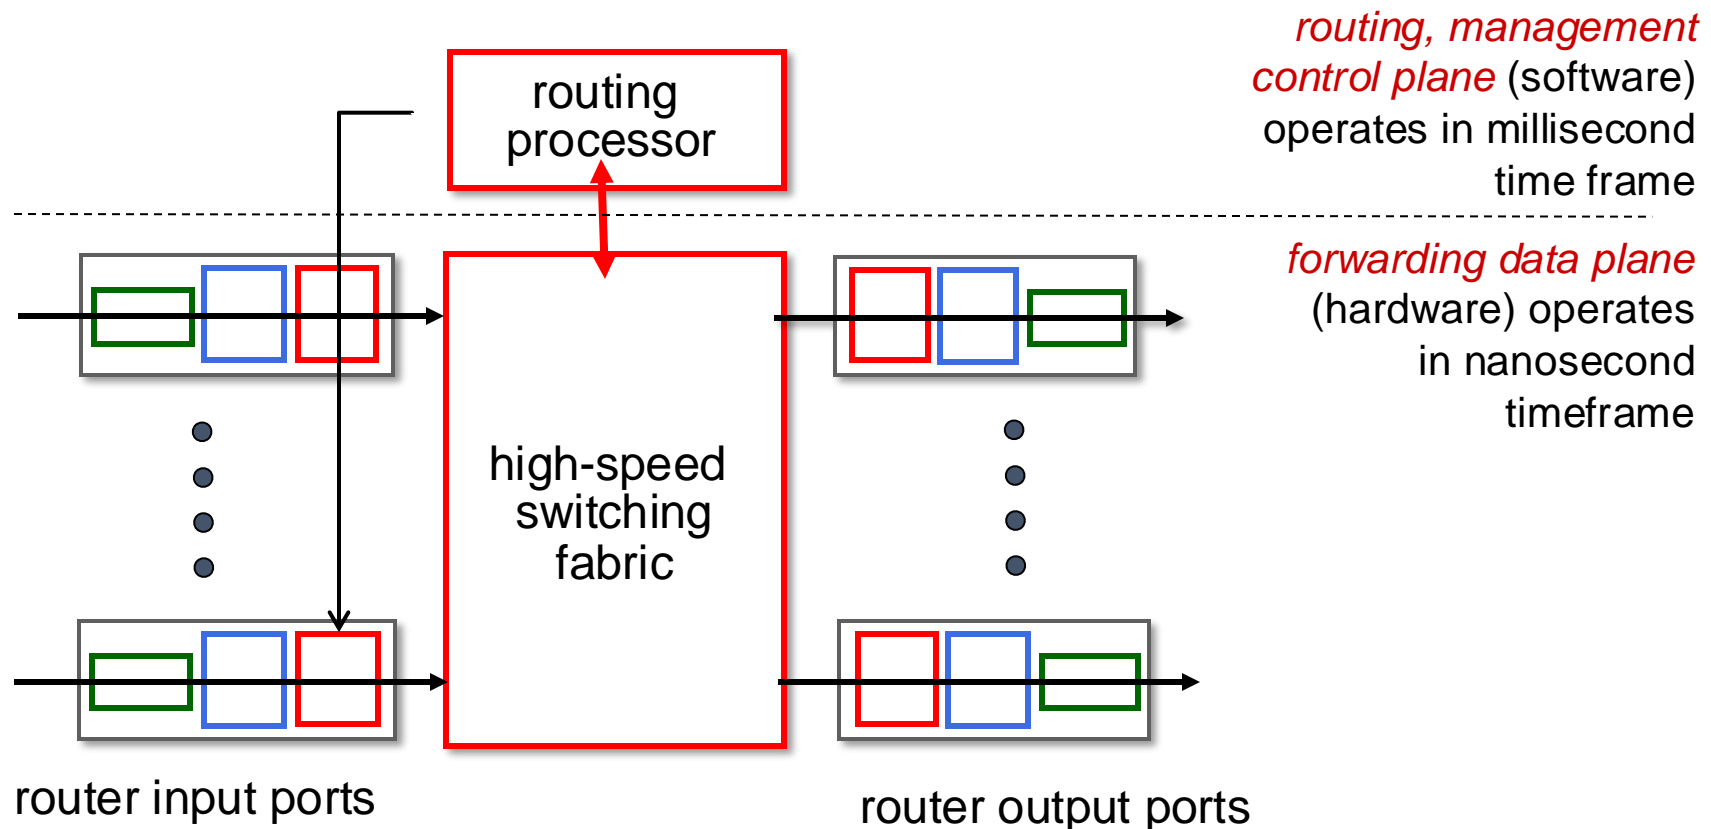 routing
processor
routing, management
control plane (software)
operates in millisecond
time frame
forwarding data plane
(hardware) operates
in nanosecond
timeframe
high-speed
switching
fabric
router input ports
router output ports